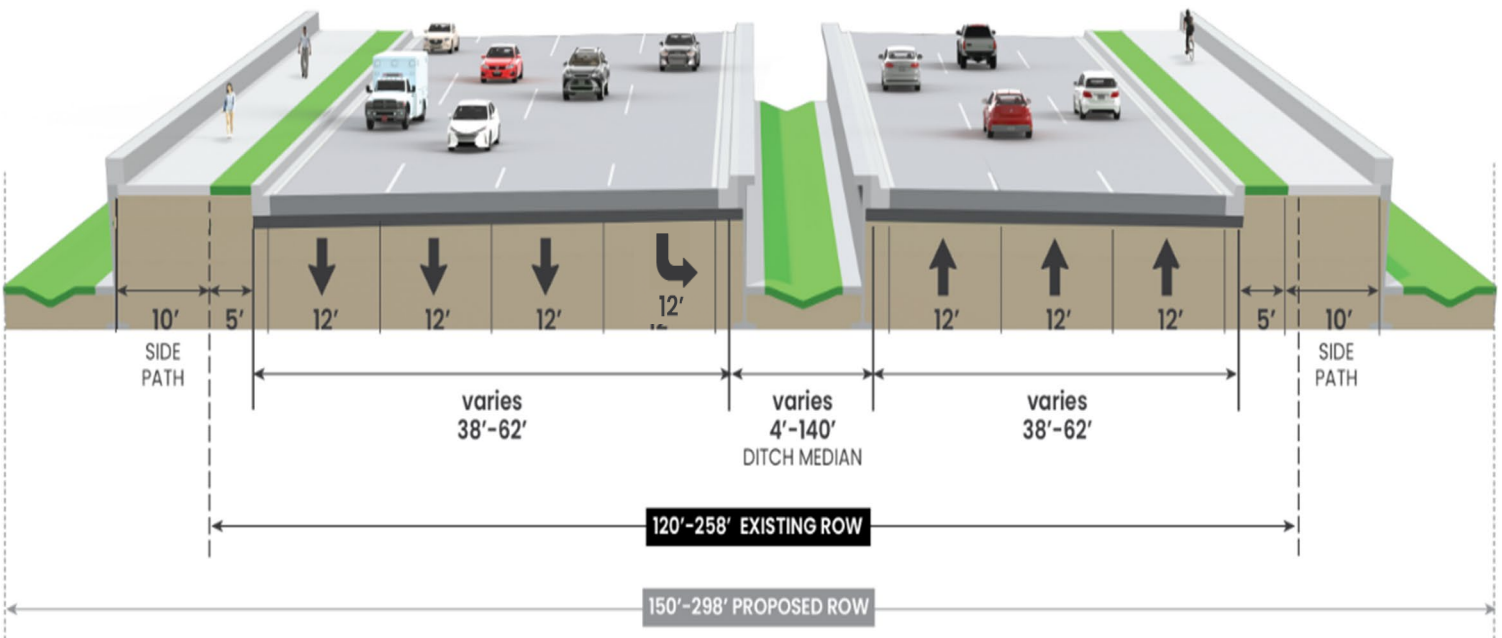 10'
5'
12'
12'
12'
12'
12'
12'
12'
5'
10'
SIDE
PATH
SIDE
PATH
varies
38'-62'
varies
4'-140'
DITCH MEDIAN
varies
38'-62'
120'-258' EXISTING ROW
150'-298' PROPOSED ROW